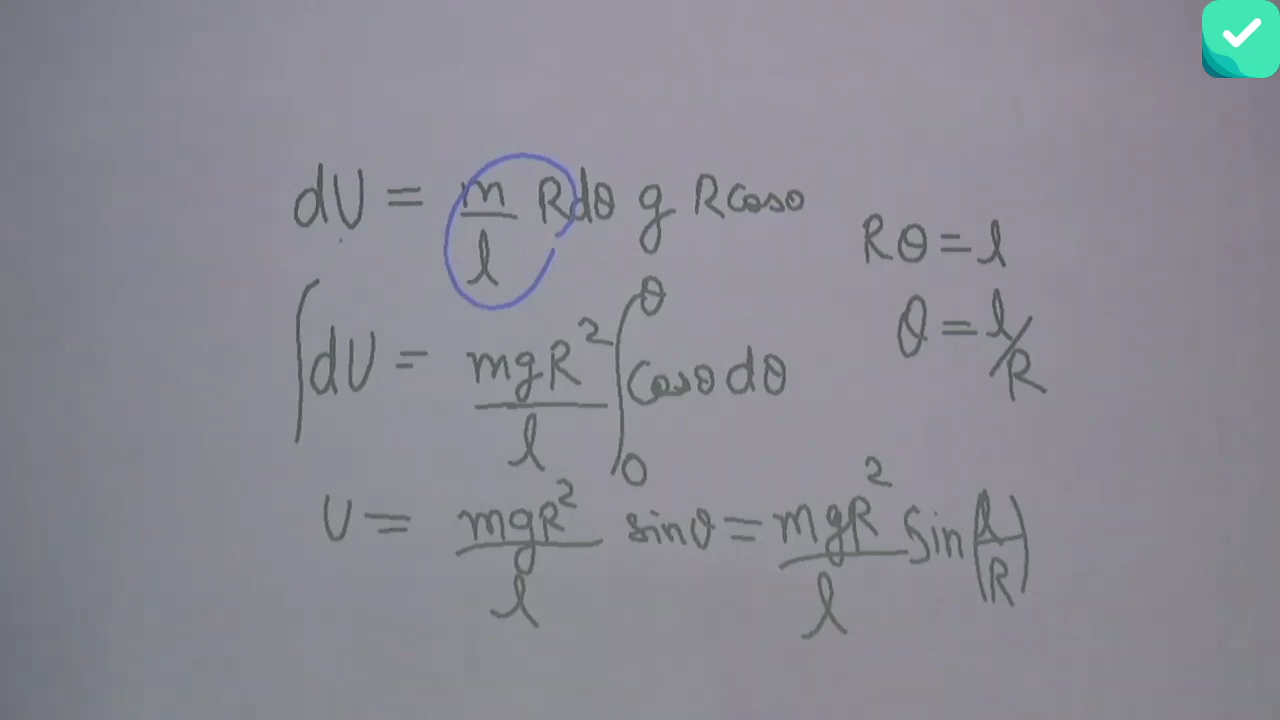 dU = m/l Rdθ g Rcosθ
Rθ = l
∫dU = mgR²/l ∫₀^θ cosθ dθ
θ = l/R
U = mgR²/l sinθ = mgR²/l sin(l/R)